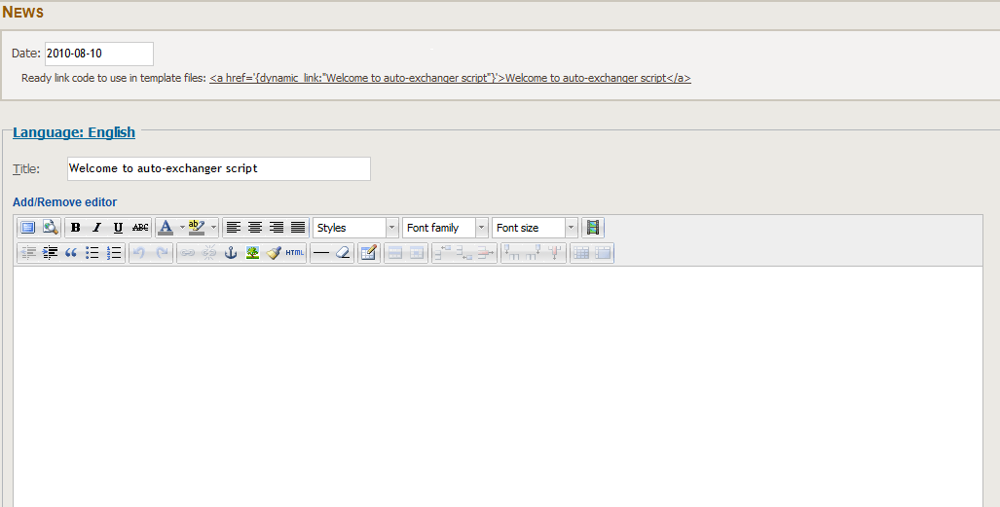 NEWS
Date: 2010-08-10
Ready link code to use in template files: <a href='{dynamic_link:"Welcome to auto-exchanger script"}'>Welcome to auto-exchanger script</a>
Language: English
Title: Welcome to auto-exchanger script
Add/Remove editor
B I U ABC A ab Styles Font family Font size
HTML